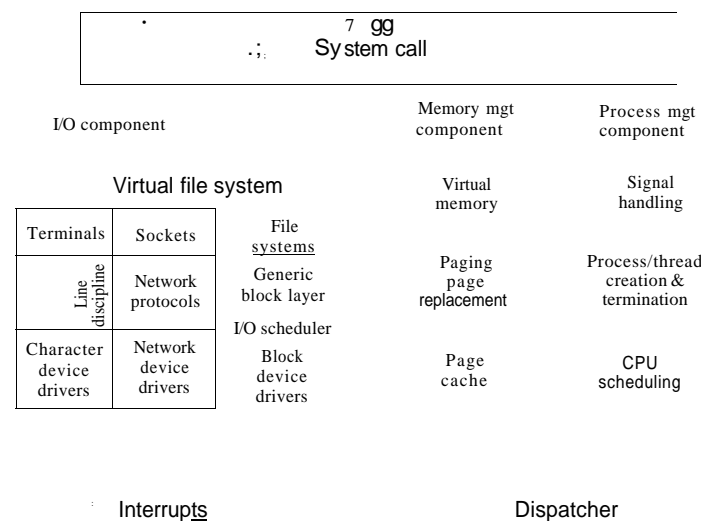 7 gg
System call
I/O component
Memory mgt
component
Process mgt
component
Virtual file system
Virtual
memory
Signal
handling
Terminals
Sockets
File
systems
Line
discipline
Network
protocols
Generic
block layer
Paging
page
replacement
Process/thread
creation &
termination
I/O scheduler
Character
device
drivers
Network
device
drivers
Block
device
drivers
Page
cache
CPU
scheduling
Interrupts
Dispatcher